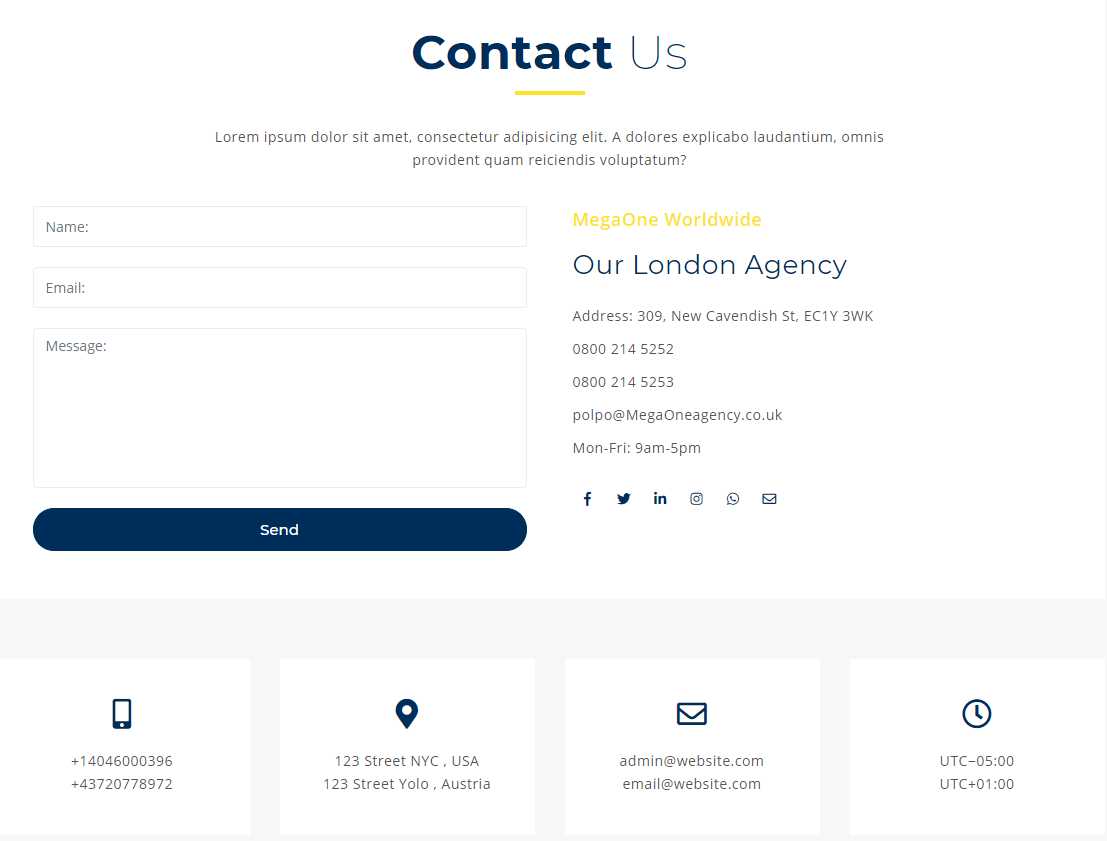 Contact Us
Lorem ipsum dolor sit amet, consectetur adipisicing elit. A dolores explicabo laudantium, omnis
provident quam reiciendis voluptatum?
Name:
Email:
Message:
Send
MegaOne Worldwide
Our London Agency
Address: 309, New Cavendish St, EC1Y 3WK
0800 214 5252
0800 214 5253
polpo@MegaOneagency.co.uk
Mon-Fri: 9am-5pm
+14046000396
+43720778972
123 Street NYC , USA
123 Street Yolo , Austria
admin@website.com
email@website.com
UTC−05:00
UTC+01:00